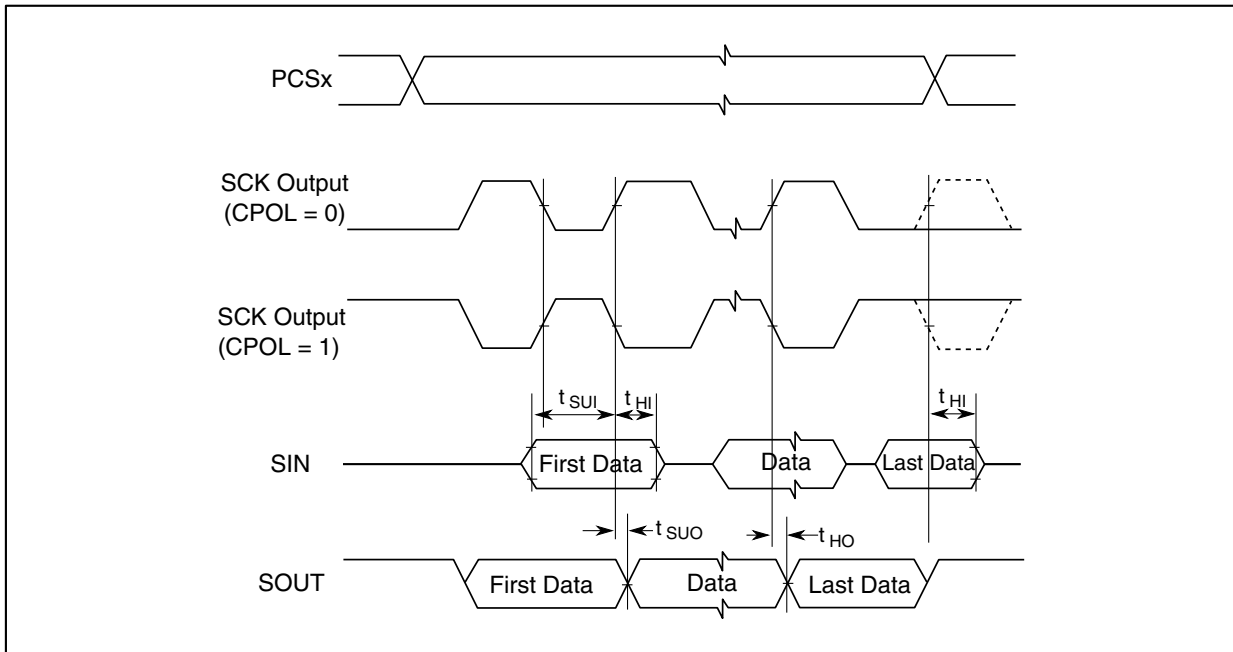 PCSx
SCK Output
(CPOL = 0)
SCK Output
(CPOL = 1)
t SUI
t HI
t HI
SIN
First Data
Data
Last Data
t SUO
t HO
SOUT
First Data
Data
Last Data